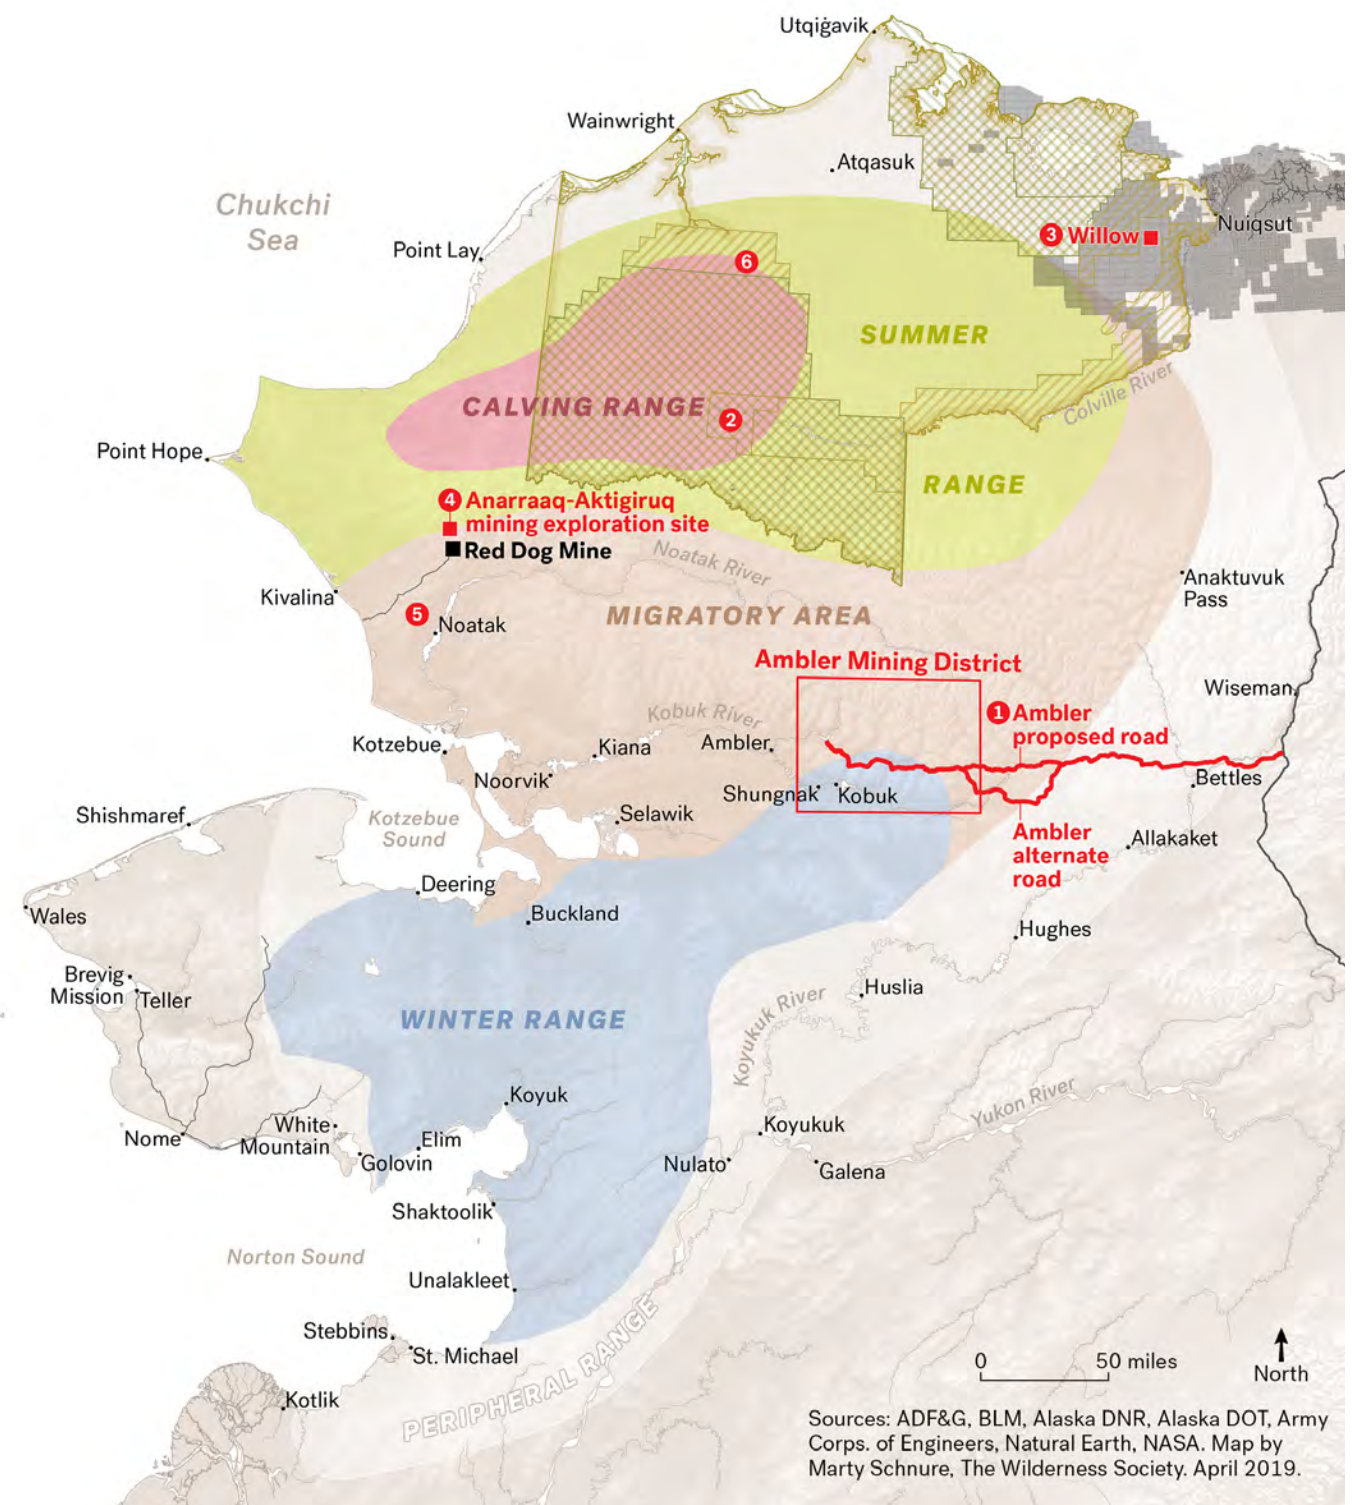 Utqiġavik
Wainwright
Atqasuk
Chukchi
Sea
Nuiqsut
3 Willow
Point Lay
6
SUMMER
Colville River
CALVING RANGE
2
Point Hope
RANGE
4 Anarraaq-Aktigiruq
mining exploration site
Red Dog Mine
Noatak River
Anaktuvuk
Pass
Kivalina
5
Noatak
MIGRATORY AREA
Ambler Mining District
Wiseman
1 Ambler
proposed road
Kobuk River
Kotzebue
Kiana
Ambler
Noorvik
Bettles
Shungnak
Kobuk
Shishmaref
Kotzebue
Sound
Selawik
Ambler
alternate
road
Allakaket
Deering
Wales
Buckland
Hughes
Brevig
Mission
Teller
Huslia
WINTER RANGE
Koyukuk River
Koyuk
Yukon River
Nome
White
Mountain
Elim
Golovin
Koyukuk
Nulato
Galena
Shaktoolik
Norton Sound
Unalakleet
Stebbins
St. Michael
PERIPHERAL RANGE
Kotlik
0
50 miles
North
Sources: ADF&G, BLM, Alaska DNR, Alaska DOT, Army
Corps. of Engineers, Natural Earth, NASA. Map by
Marty Schnure, The Wilderness Society. April 2019.